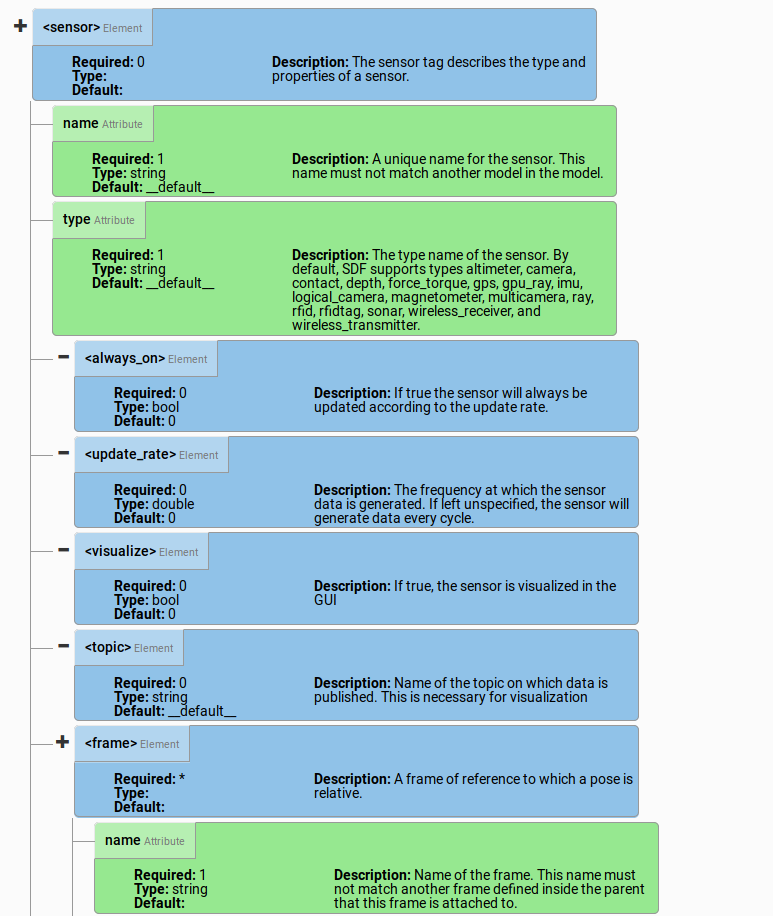 <sensor> Element
Required: 0
Type:
Default:
Description: The sensor tag describes the type and
properties of a sensor.
name Attribute
Required: 1
Type: string
Default: __default__
Description: A unique name for the sensor. This
name must not match another model in the model.
type Attribute
Required: 1
Type: string
Default: __default__
Description: The type name of the sensor. By
default, SDF supports types altimeter, camera,
contact, depth, force_torque, gps, gpu_ray, imu,
logical_camera, magnetometer, multicamera, ray,
rfid, rfidtag, sonar, wireless_receiver, and
wireless_transmitter.
<always_on> Element
Required: 0
Type: bool
Default: 0
Description: If true the sensor will always be
updated according to the update rate.
<update_rate> Element
Required: 0
Type: double
Default: 0
Description: The frequency at which the sensor
data is generated. If left unspecified, the sensor will
generate data every cycle.
<visualize> Element
Required: 0
Type: bool
Default: 0
Description: If true, the sensor is visualized in the
GUI
<topic> Element
Required: 0
Type: string
Default: __default__
Description: Name of the topic on which data is
published. This is necessary for visualization
<frame> Element
Required: *
Type:
Default:
Description: A frame of reference to which a pose is
relative.
name Attribute
Required: 1
Type: string
Default:
Description: Name of the frame. This name must
not match another frame defined inside the parent
that this frame is attached to.